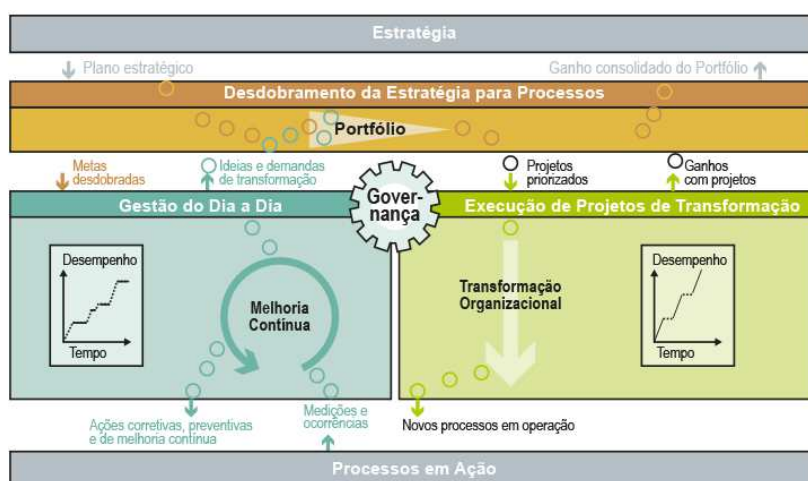 Estratégia
Plano estratégico
Ganho consolidado do Portfólio
Desdobramento da Estratégia para Processos
Portfólio
Metas
desdobradas
Ideias e demandas
de transformação
Projetos
priorizados
Ganhos
com projetos
Gestão do Dia a Dia
Gover-
nança
Execução de Projetos de Transformação
Desempenho
Tempo
Melhoria
Contínua
Transformação
Organizacional
Desempenho
Tempo
Ações corretivas, preventivas
e de melhoria contínua
Medições e
ocorrências
Novos processos em operação
Processos em Ação